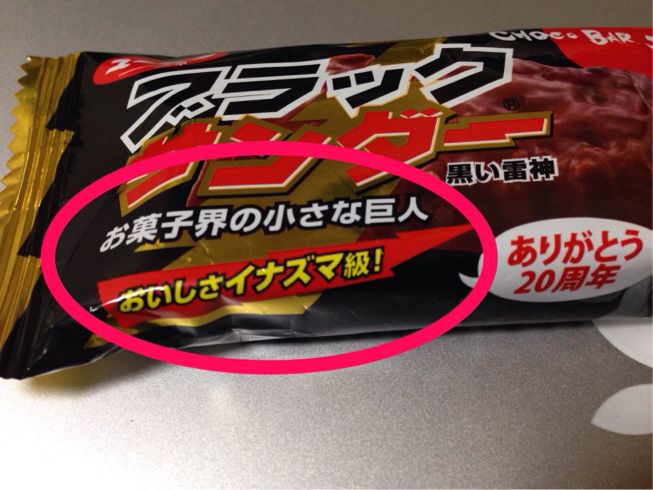 CHOCO BAR
ブラック
サンダー®
黒い雷神
お菓子界の小さな巨人
おいしさイナズマ級!
ありがとう
20周年